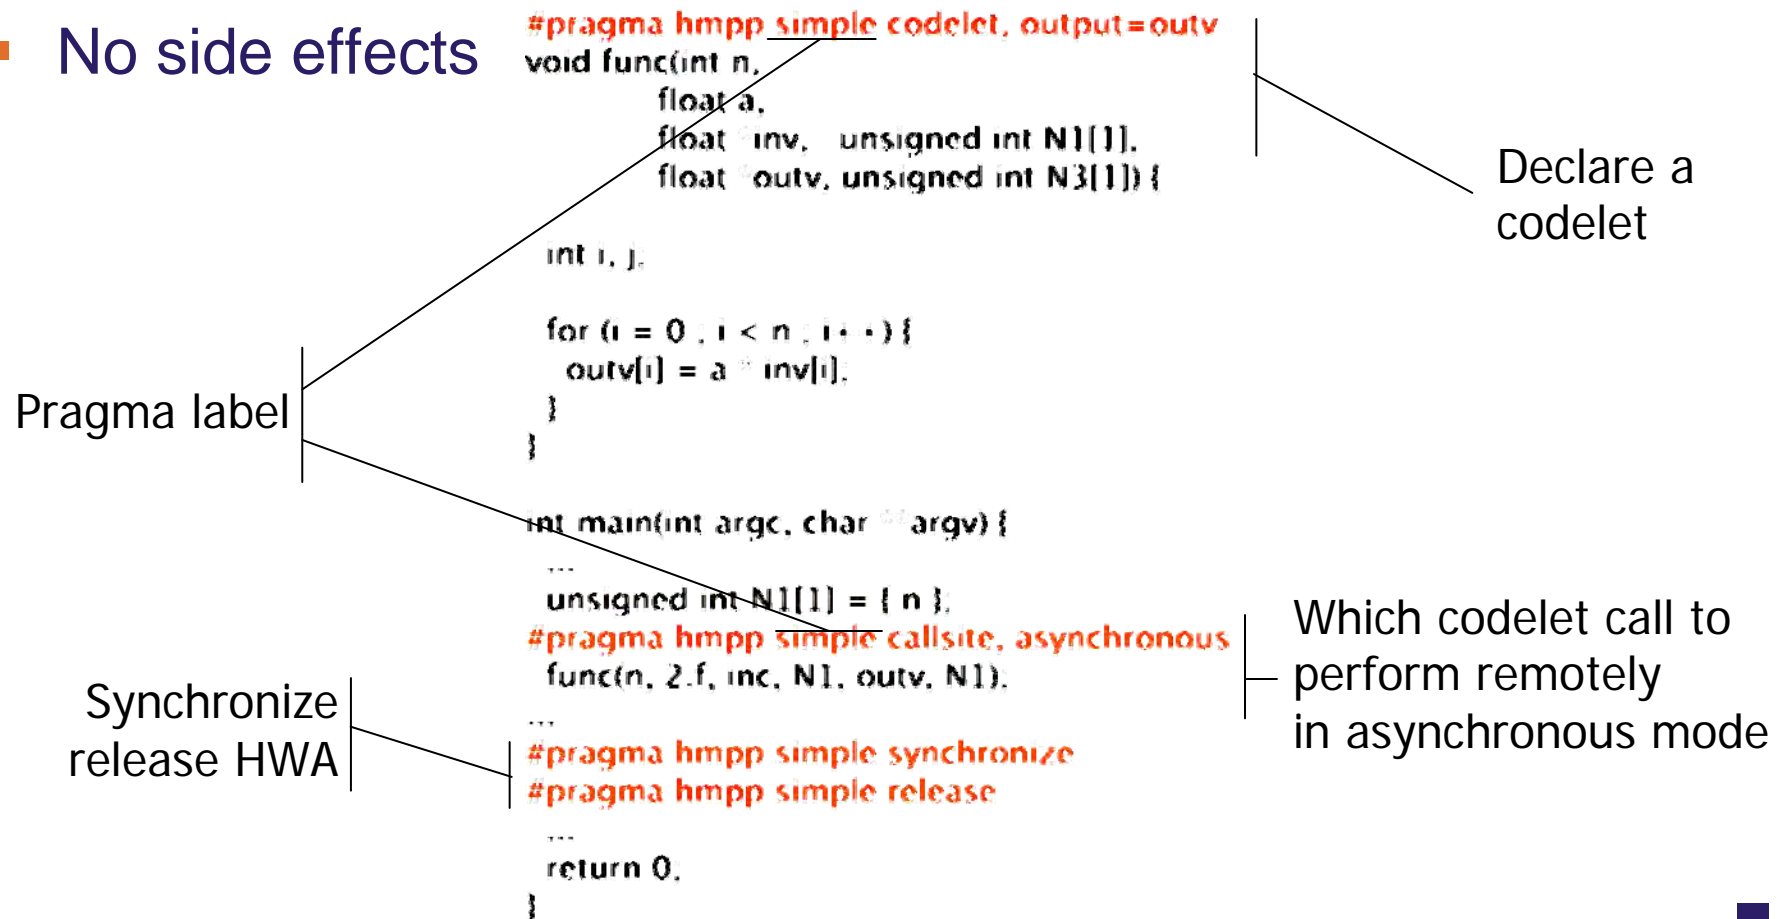 No side effects
#pragma hmpp simple codelet, output=outv
void func(int n,
float a,
float *inv, unsigned int N1[1],
float *outv, unsigned int N3[1]) {
int i, j;
for (i = 0 ; i < n ; i++) {
outv[i] = a * inv[i];
}
}
int main(int argc, char **argv) {
...
unsigned int N1[1] = { n };
#pragma hmpp simple callsite, asynchronous
func(n, 2.f, inc, N1, outv, N1);
...
#pragma hmpp simple synchronize
#pragma hmpp simple release
...
return 0;
}
Declare a
codelet
Pragma label
Which codelet call to
perform remotely
in asynchronous mode
Synchronize
release HWA